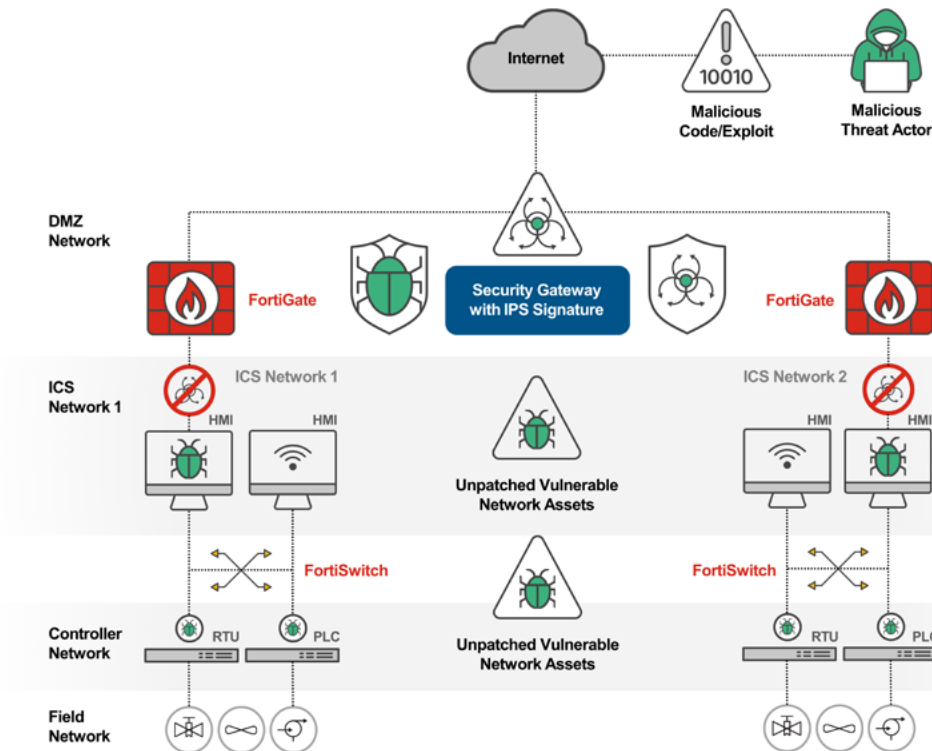 Internet
10010
Malicious
Code/Exploit
Malicious
Threat Actor
DMZ
Network
FortiGate
Security Gateway
with IPS Signature
FortiGate
ICS
Network 1
ICS Network 1
ICS Network 2
HMI
HMI
HMI
HMI
Unpatched Vulnerable
Network Assets
FortiSwitch
FortiSwitch
Controller
Network
RTU
PLC
Unpatched Vulnerable
Network Assets
RTU
PLC
Field
Network